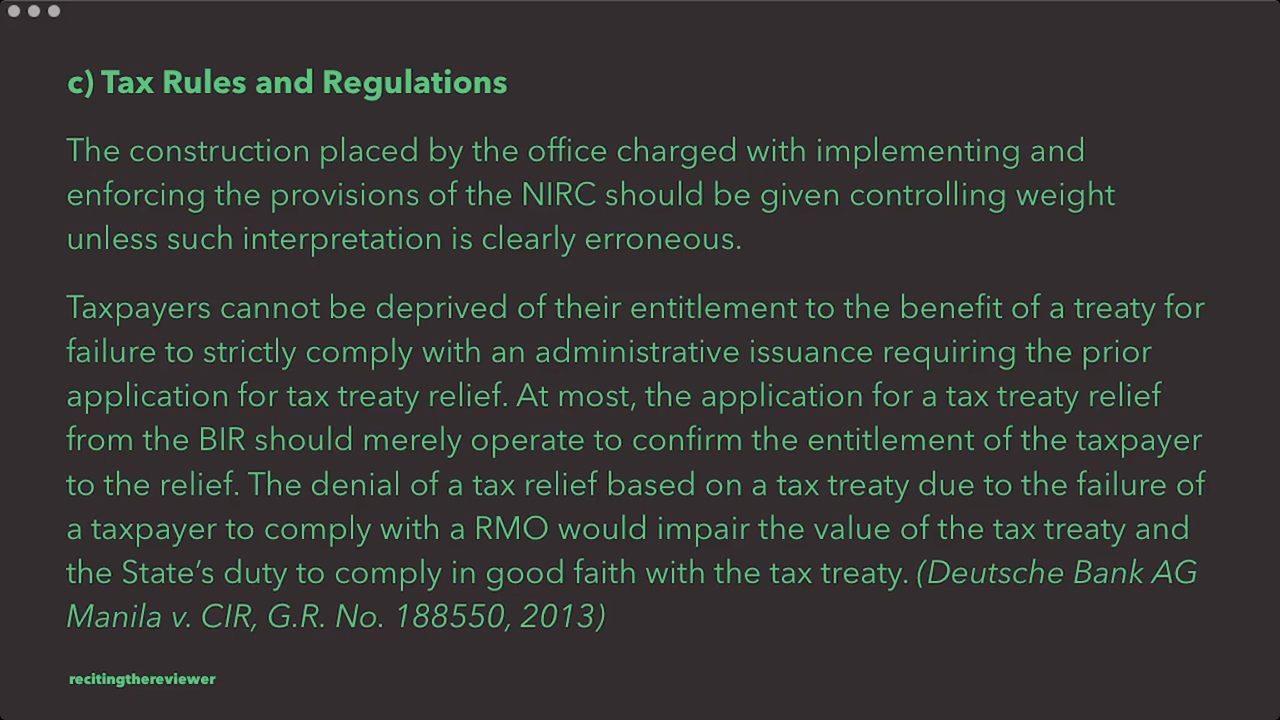 c) Tax Rules and Regulations
The construction placed by the office charged with implementing and
enforcing the provisions of the NIRC should be given controlling weight
unless such interpretation is clearly erroneous.
Taxpayers cannot be deprived of their entitlement to the benefit of a treaty for
failure to strictly comply with an administrative issuance requiring the prior
application for tax treaty relief. At most, the application for a tax treaty relief
from the BIR should merely operate to confirm the entitlement of the taxpayer
to the relief. The denial of a tax relief based on a tax treaty due to the failure of
a taxpayer to comply with a RMO would impair the value of the tax treaty and
the State’s duty to comply in good faith with the tax treaty. (Deutsche Bank AG
Manila v. CIR, G.R. No. 188550, 2013)
recitingthereviewer